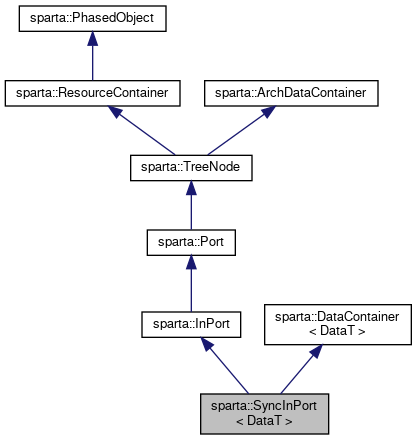 sparta::PhasedObject
sparta::ResourceContainer
sparta::ArchDataContainer
sparta::TreeNode
sparta::Port
sparta::InPort
sparta::DataContainer
< DataT >
sparta::SyncInPort
< DataT >